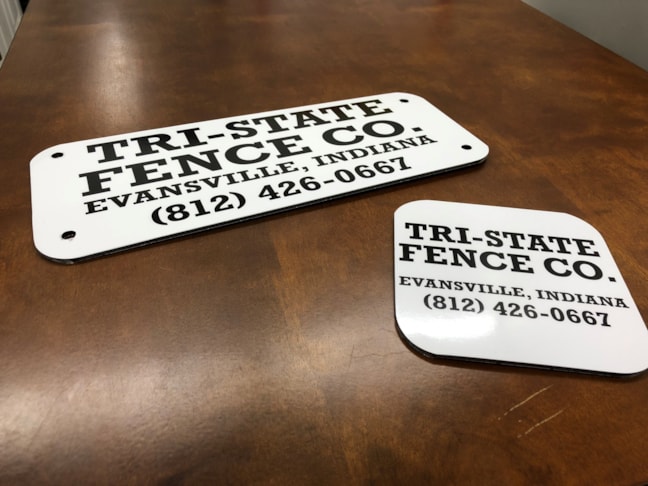 TRI-STATE
FENCE CO.
EVANSVILLE, INDIANA
(812) 426-0667
TRI-STATE
FENCE CO.
EVANSVILLE, INDIANA
(812) 426-0667